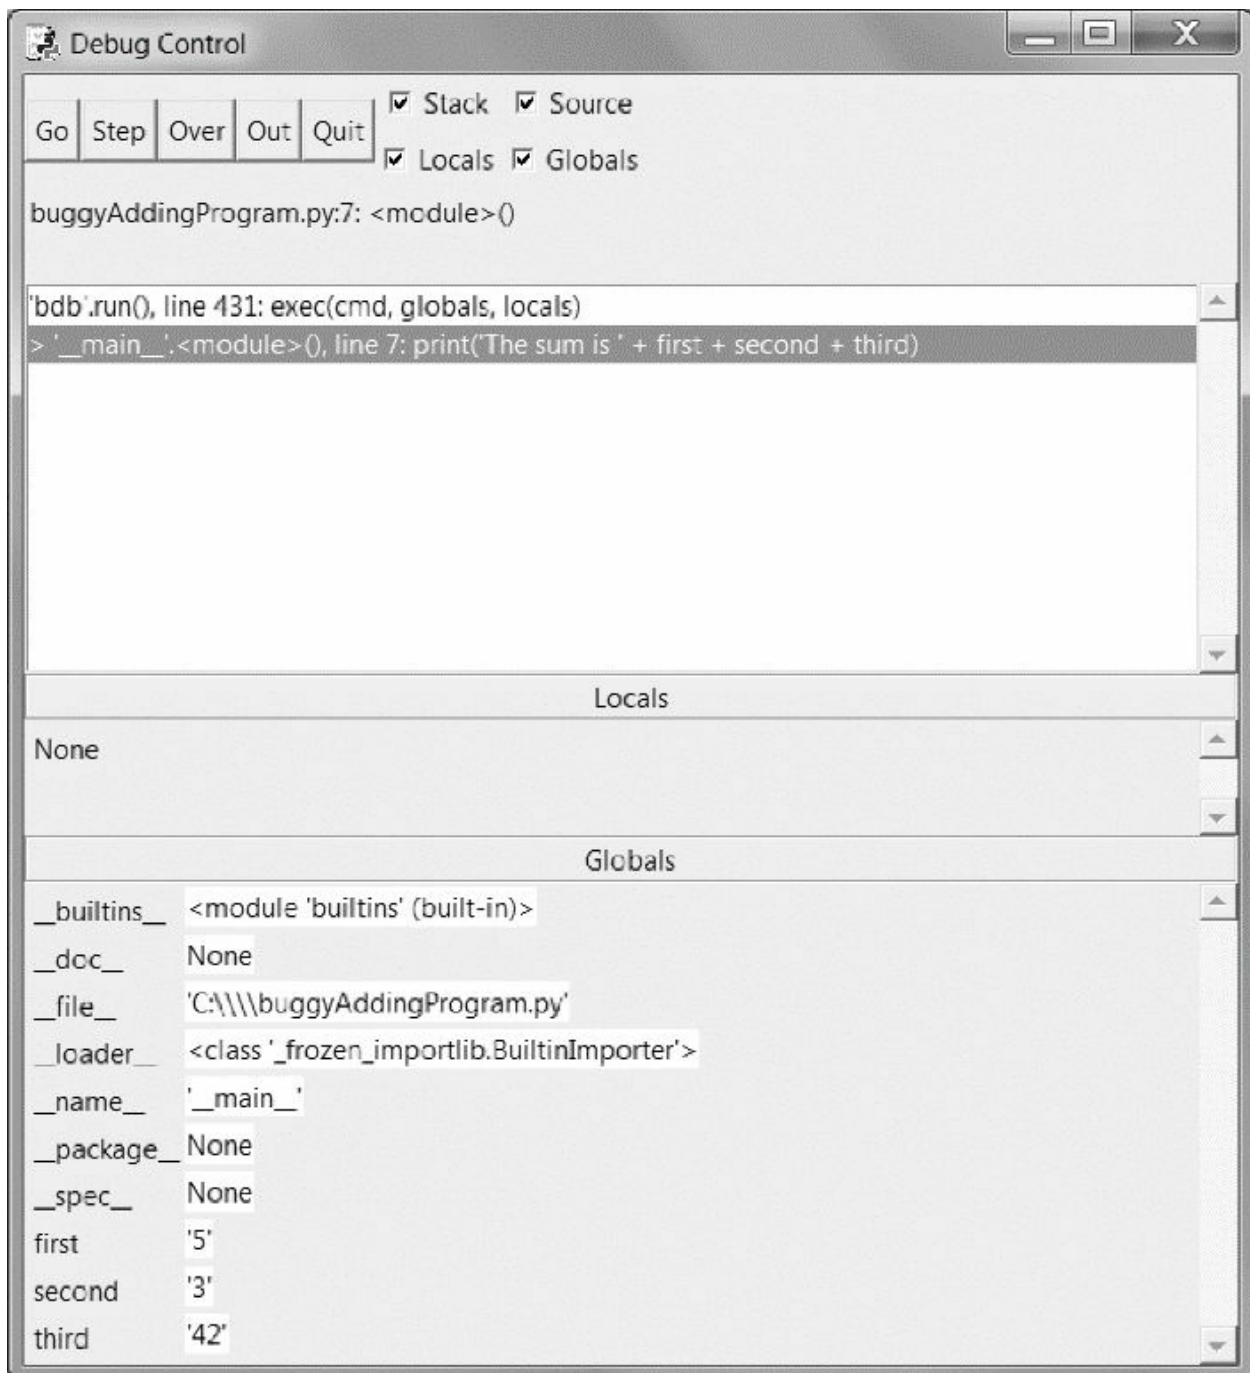 Debug Control
Go Step Over Out Quit Stack Source
Locals Globals
buggyAddingProgram.py:7: <module>()
'bdb'.run(), line 431: exec(cmd, globals, locals)
> '__main__'.<module>(), line 7: print('The sum is ' + first + second + third)
Locals
None
Globals
__builtins__ <module 'builtins' (built-in)>
__doc__ None
__file__ 'C:\\\\buggyAddingProgram.py'
__loader__ <class '_frozen_importlib.BuiltinImporter'>
__name__ '__main__'
__package__ None
__spec__ None
first '5'
second '3'
third '42'